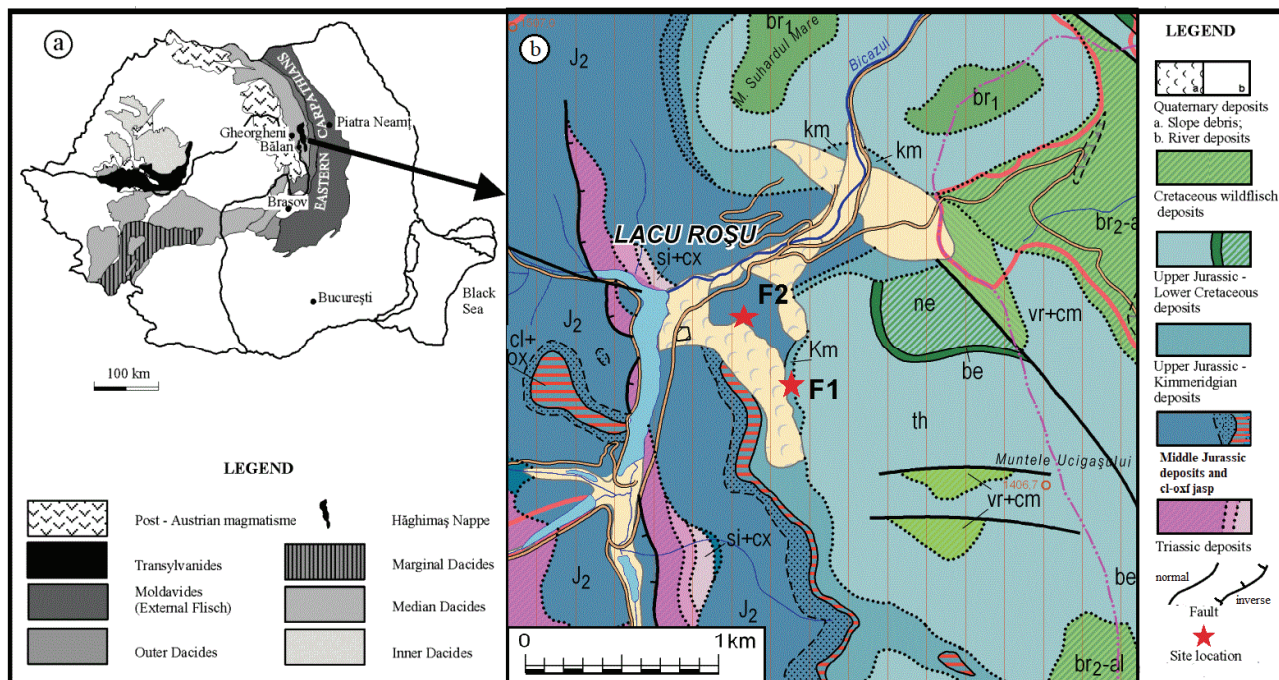 a
EASTERN CARPATHIANS
Gheorgheni
Bălan
Piatra Neamț
Brașov
București
Black
Sea
100 km
LEGEND
Post - Austrian magmatisme
Hăghimaș Nappe
Transylvanides
Marginal Dacides
Moldavides
(External Flisch)
Median Dacides
Outer Dacides
Inner Dacides
b
J2
br1
M. Suhardul Mare
Bicazul
br1
km
km
br2-a
LACU ROȘU
si+cx
F2
ne
vr+cm
J2
cl+
ox
Km
be
F1
th
Muntele Ucigașului
1406.7
vr+cm
si+cx
J2
J2
be
br2-al
0
1km
LEGEND
a
b
Quaternary deposits
a. Slope debris;
b. River deposits
Cretaceous wildflisch
deposits
Upper Jurassic -
Lower Cretaceous
deposits
Upper Jurassic -
Kimmeridgian
deposits
Middle Jurassic
deposits and
cl-oxf jasp
Triassic deposits
normal
inverse
Fault
Site location